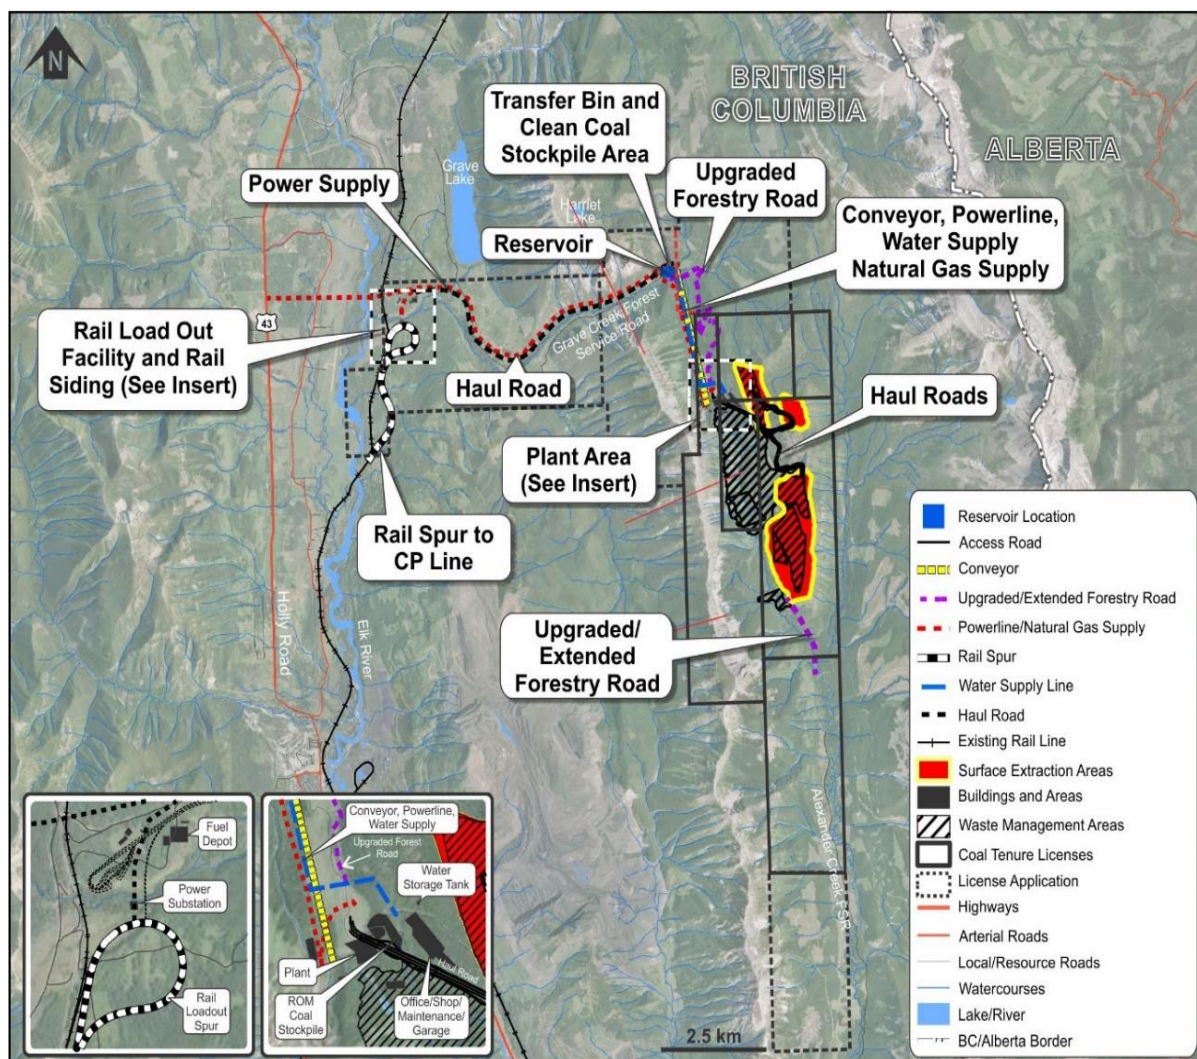 N
BRITISH
COLUMBIA
ALBERTA
Transfer Bin and
Clean Coal
Stockpile Area
Upgraded
Forestry Road
Power Supply
Grave
Lake
Harriet
Lake
Reservoir
Conveyor, Powerline,
Water Supply
Natural Gas Supply
43
Rail Load Out
Facility and Rail
Siding (See Insert)
Grave Creek Forest
Service Road
Haul Road
Haul Roads
Plant Area
(See Insert)
Rail Spur to
CP Line
Holly Road
Elk River
Upgraded/
Extended
Forestry Road
Alexander Creek FSR
Reservoir Location
Access Road
Conveyor
Upgraded/Extended Forestry Road
Powerline/Natural Gas Supply
Rail Spur
Water Supply Line
Haul Road
Existing Rail Line
Surface Extraction Areas
Buildings and Areas
Waste Management Areas
Coal Tenure Licenses
License Application
Highways
Arterial Roads
Local/Resource Roads
Watercourses
Lake/River
BC/Alberta Border
Fuel
Depot
Power
Substation
Rail
Loadout
Spur
Conveyor, Powerline,
Water Supply
Upgraded Forest
Road
Water
Storage Tank
Plant
Haul Road
ROM
Coal
Stockpile
Office/Shop/
Maintenance/
Garage
2.5 km